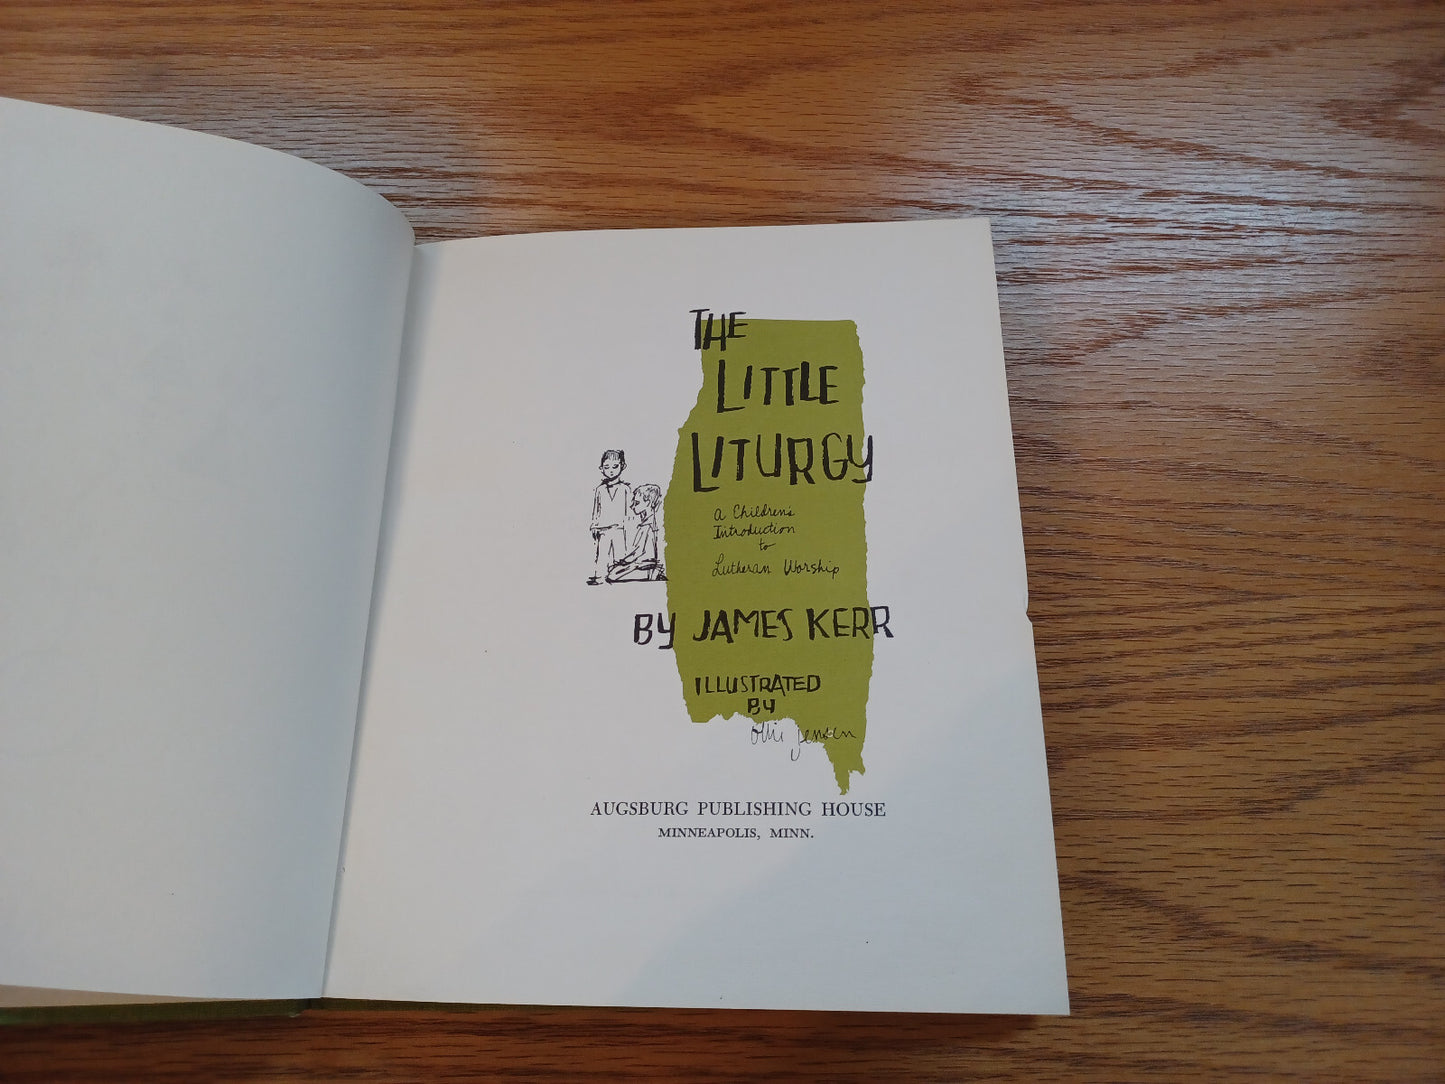 THE
LITTLE
LITURGY
A Children's
Introduction
to
Lutheran Worship
BY JAMES KERR
ILLUSTRATED
BY
Ollie Jensen
AUGSBURG PUBLISHING HOUSE
MINNEAPOLIS, MINN.